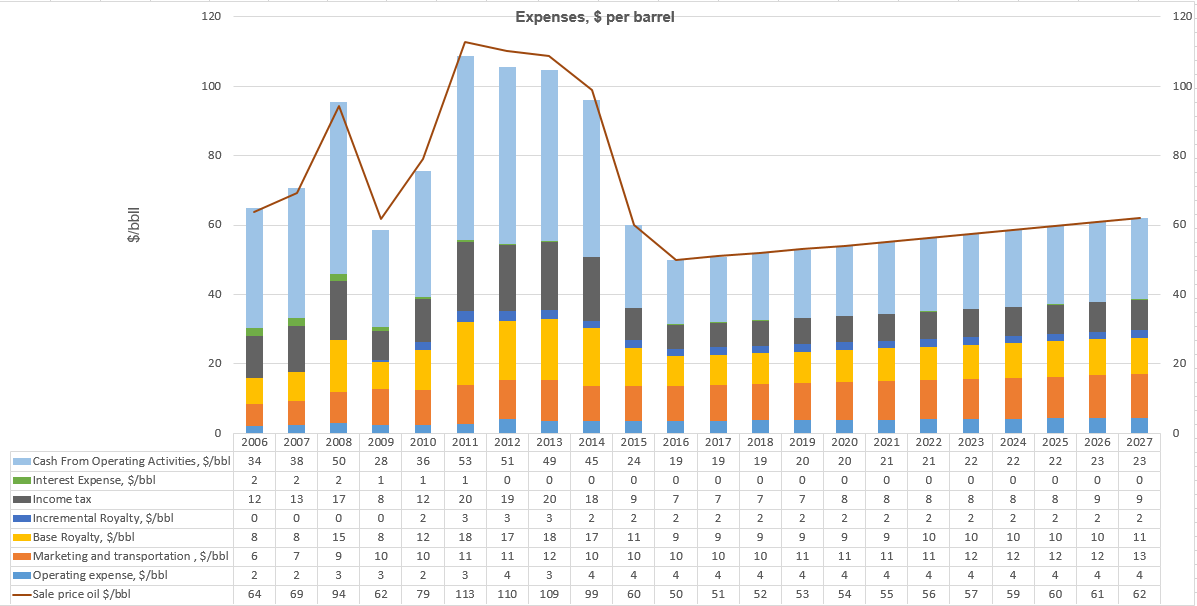 Expenses, $ per barrel
120 120
100 100
80 80
60 60
40 40
20 20
0 0
$/bbll
2006 2007 2008 2009 2010 2011 2012 2013 2014 2015 2016 2017 2018 2019 2020 2021 2022 2023 2024 2025 2026 2027
Cash From Operating Activities, $/bbl 34 38 50 28 36 53 51 49 45 24 19 19 19 20 20 21 21 22 22 22 23 23
Interest Expense, $/bbl 2 2 2 1 1 1 0 0 0 0 0 0 0 0 0 0 0 0 0 0 0 0
Income tax 12 13 17 8 12 20 19 20 18 9 7 7 7 7 8 8 8 8 8 8 9 9
Incremental Royalty, $/bbl 0 0 0 0 2 3 3 3 2 2 2 2 2 2 2 2 2 2 2 2 2 2
Base Royalty, $/bbl 8 8 15 8 12 18 17 18 17 11 9 9 9 9 9 9 10 10 10 10 10 11
Marketing and transportation , $/bbl 6 7 9 10 10 11 11 12 10 10 10 10 10 11 11 11 11 12 12 12 12 13
Operating expense, $/bbl 2 2 3 3 2 3 4 3 4 4 4 4 4 4 4 4 4 4 4 4 4 4
Sale price oil $/bbl 64 69 94 62 79 113 110 109 99 60 50 51 52 53 54 55 56 57 59 60 61 62